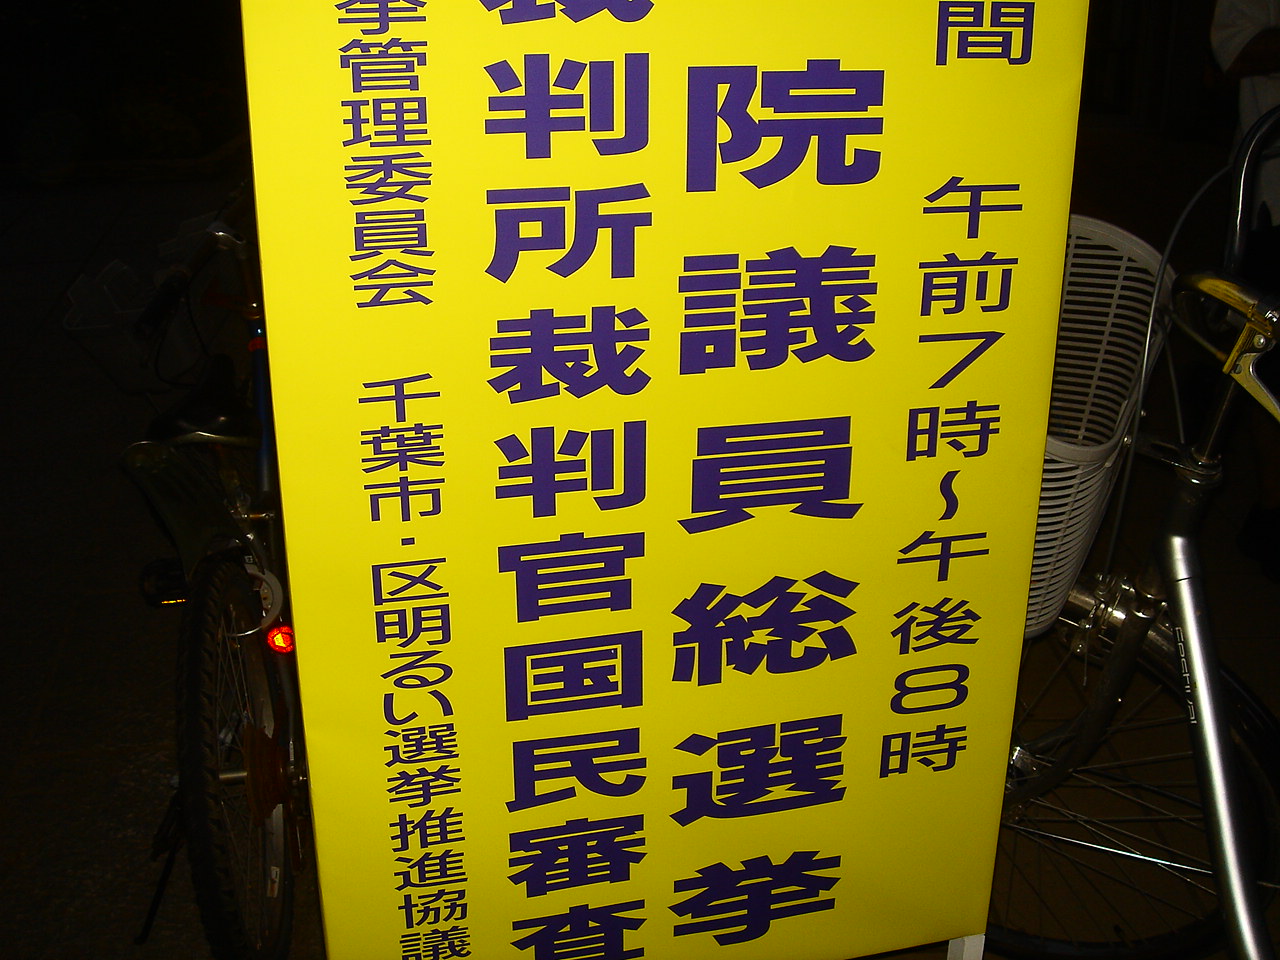 間　午前7時～午後8時
院議員総選挙
裁判所裁判官国民審査
挙管理委員会　千葉市・区明るい選挙推進協議